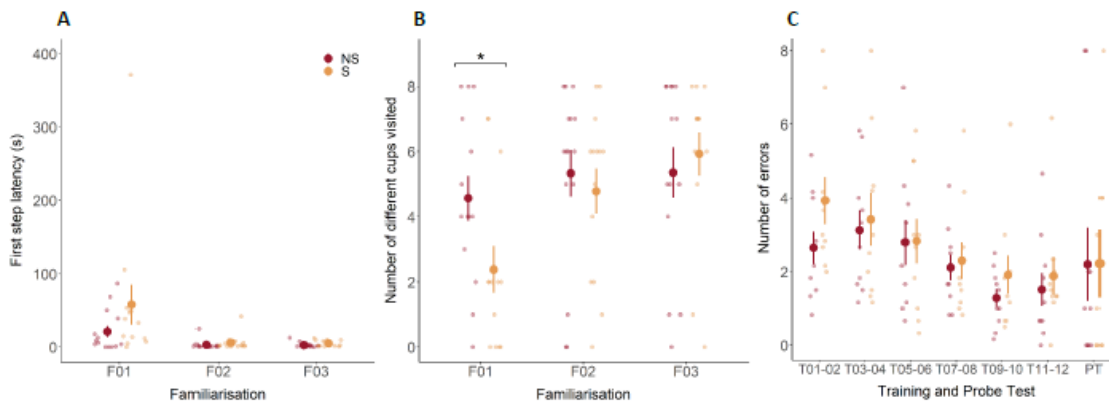 A
First step latency (s)
400
300
200
100
0
NS
S
F01 F02 F03
Familiarisation
B
Number of different cups visited
8
6
4
2
0
*
F01 F02 F03
Familiarisation
C
Number of errors
8
6
4
2
0
T01-02 T03-04 T05-06 T07-08 T09-10 T11-12 PT
Training and Probe Test